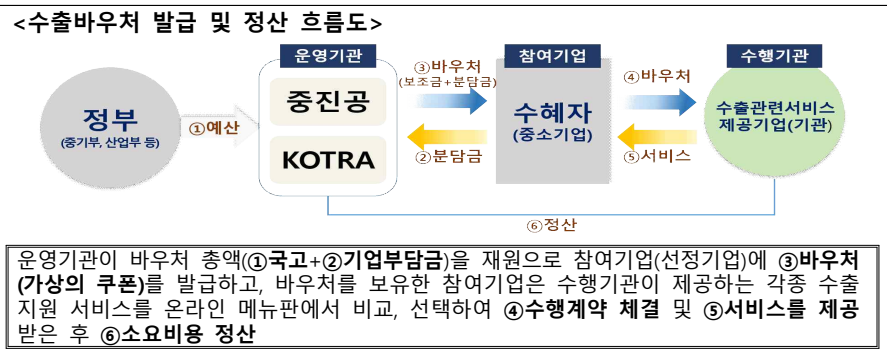 <수출바우처 발급 및 정산 흐름도>
운영기관
참여기업
수행기관
정부
(중기부, 산업부 등)
①예산
중진공
KOTRA
③바우처
(보조금+분담금)
②분담금
수혜자
(중소기업)
④바우처
⑤서비스
수출관련서비스
제공기업(기관)
⑥정산
운영기관이 바우처 총액(①국고+②기업부담금)을 재원으로 참여기업(선정기업)에 ③바우처
(가상의 쿠폰)를 발급하고, 바우처를 보유한 참여기업은 수행기관이 제공하는 각종 수출
지원 서비스를 온라인 메뉴판에서 비교, 선택하여 ④수행계약 체결 및 ⑤서비스를 제공
받은 후 ⑥소요비용 정산